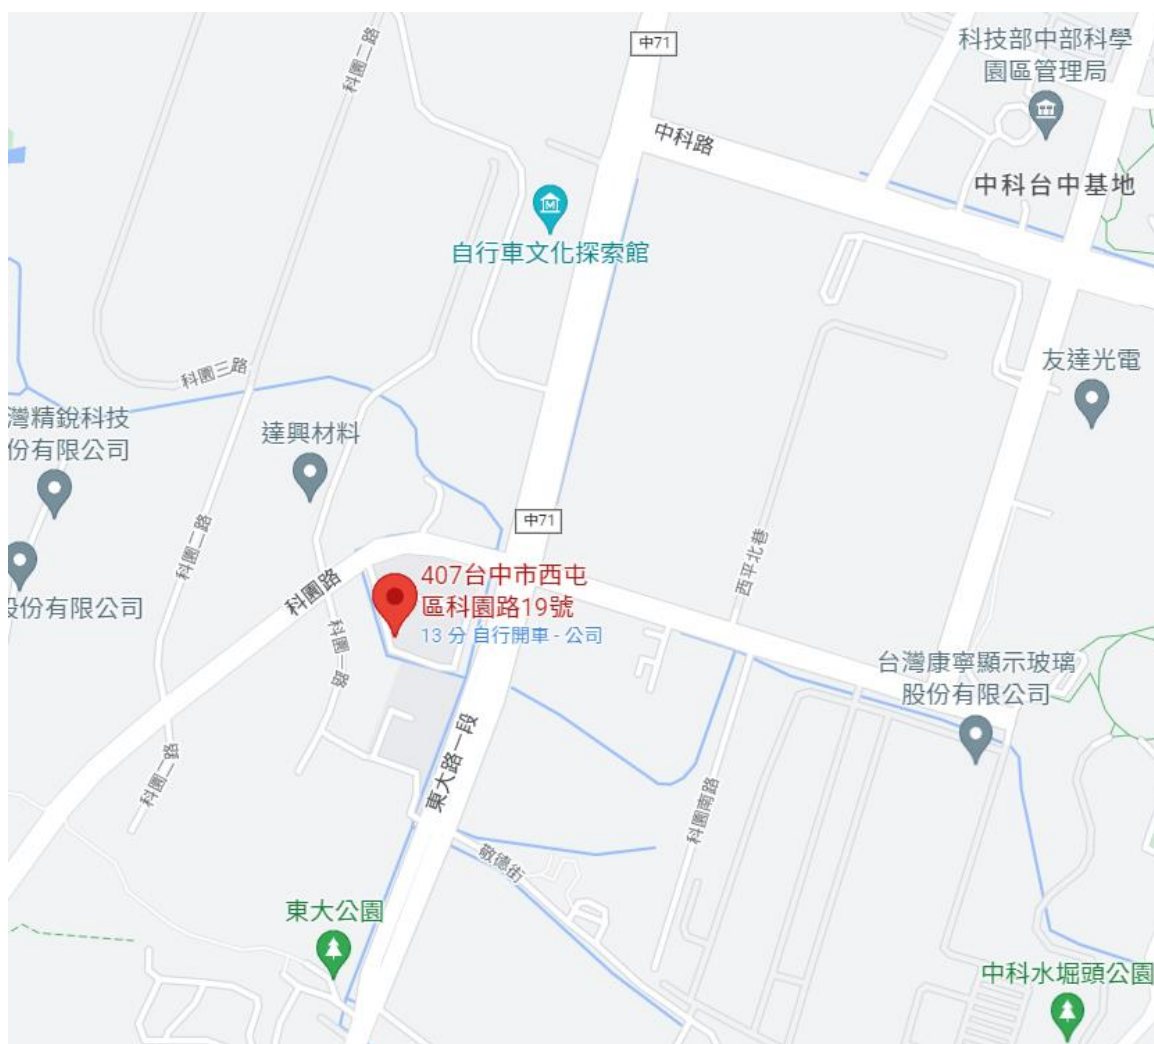 中71
科技部中部科學
園區管理局
科園二路
中科路
中科台中基地
自行車文化探索館
友達光電
科園三路
灣精銳科技
份有限公司
達興材料
中71
科園二路
西平北巷
科園路
407台中市西屯
區科園路19號
13 分 自行開車 - 公司
股份有限公司
科園一路
台灣康寧顯示玻璃
股份有限公司
東大路一段
科園二路
科園南路
敬德街
東大公園
中科水堀頭公園